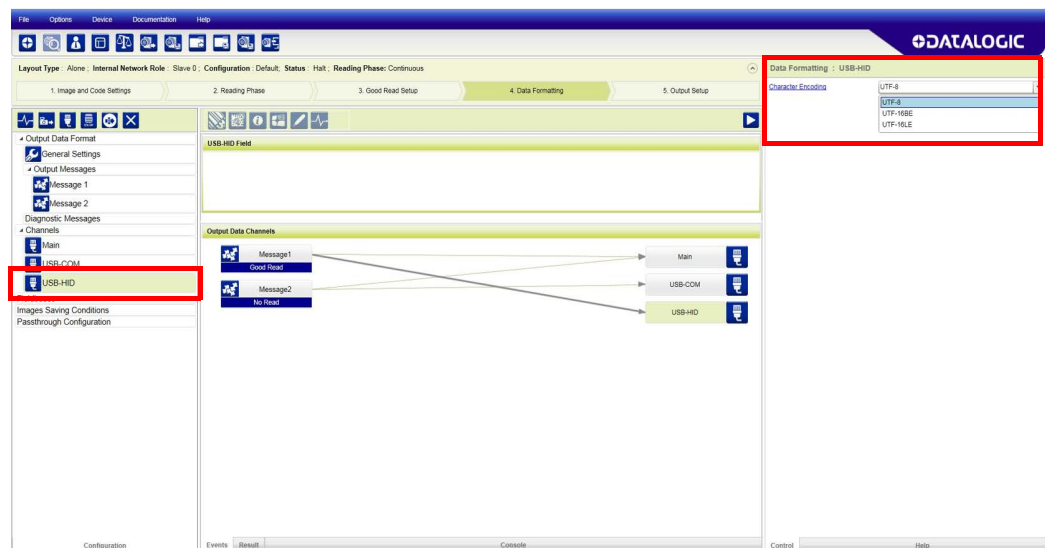 File Options Device Documentation Help
DATALOGIC
Layout Type : Alone ; Internal Network Role : Slave 0 ; Configuration : Default, Status : Halt ; Reading Phase: Continuous
1. Image and Code Settings
2. Reading Phase
3. Good Read Setup
4. Data Formatting
5. Output Setup
Output Data Format
General Settings
Output Messages
Message 1
Message 2
Diagnostic Messages
Channels
Main
USB-COM
USB-HID
Images Saving Conditions
Passthrough Configuration
Configuration
USB-HID Field
Output Data Channels
Message1
Good Read
Message2
No Read
Main
USB-COM
USB-HID
Events Result Console
Data Formatting : USB-HID
Character Encoding UTF-8
UTF-8
UTF-16BE
UTF-16LE
Control Help